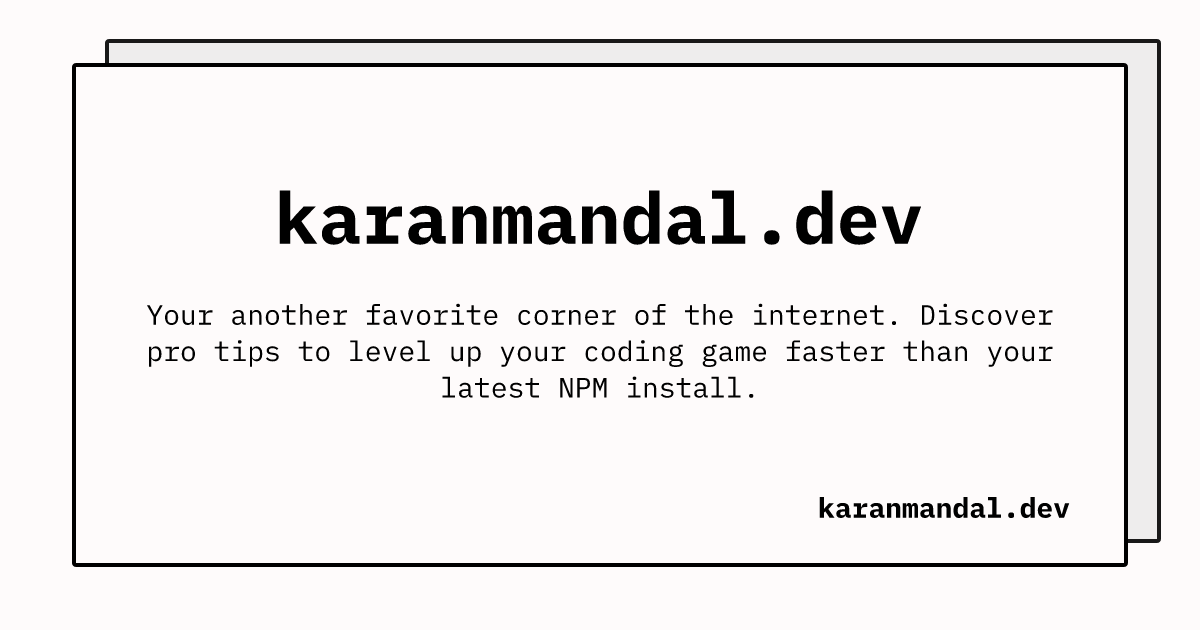 karanmandal.dev
Your another favorite corner of the internet. Discover
pro tips to level up your coding game faster than your
latest NPM install.
karanmandal.dev